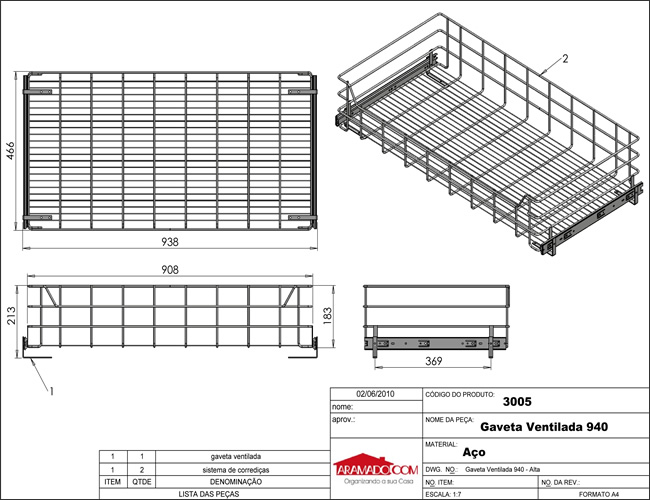 2
466
938
908
213
183
369
1
1 1 gaveta ventilada
1 2 sistema de corrediças
ITEM QTDE DENOMINAÇÃO
LISTA DAS PEÇAS
02/06/2010
nome:
aprov.:
ARAMADO.COM
Organizando a sua Casa
CÓDIGO DO PRODUTO: 3005
NOME DA PEÇA: Gaveta Ventilada 940
MATERIAL: Aço
DWG. NO.: Gaveta Ventilada 940 - Alta
NO. ITEM: NO. DA REV.:
ESCALA: 1:7 FORMATO A4